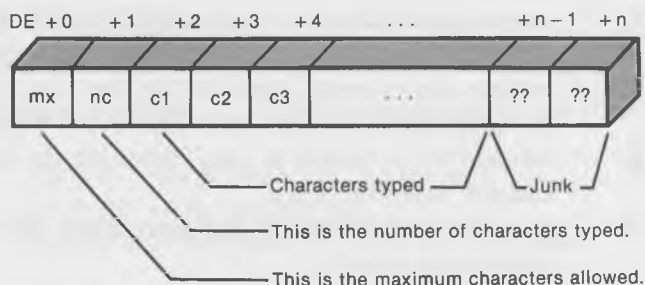 DE +0 +1 +2 +3 +4 ... +n-1 +n
mx nc c1 c2 c3 ... ?? ??
Characters typed Junk
This is the number of characters typed.
This is the maximum characters allowed.